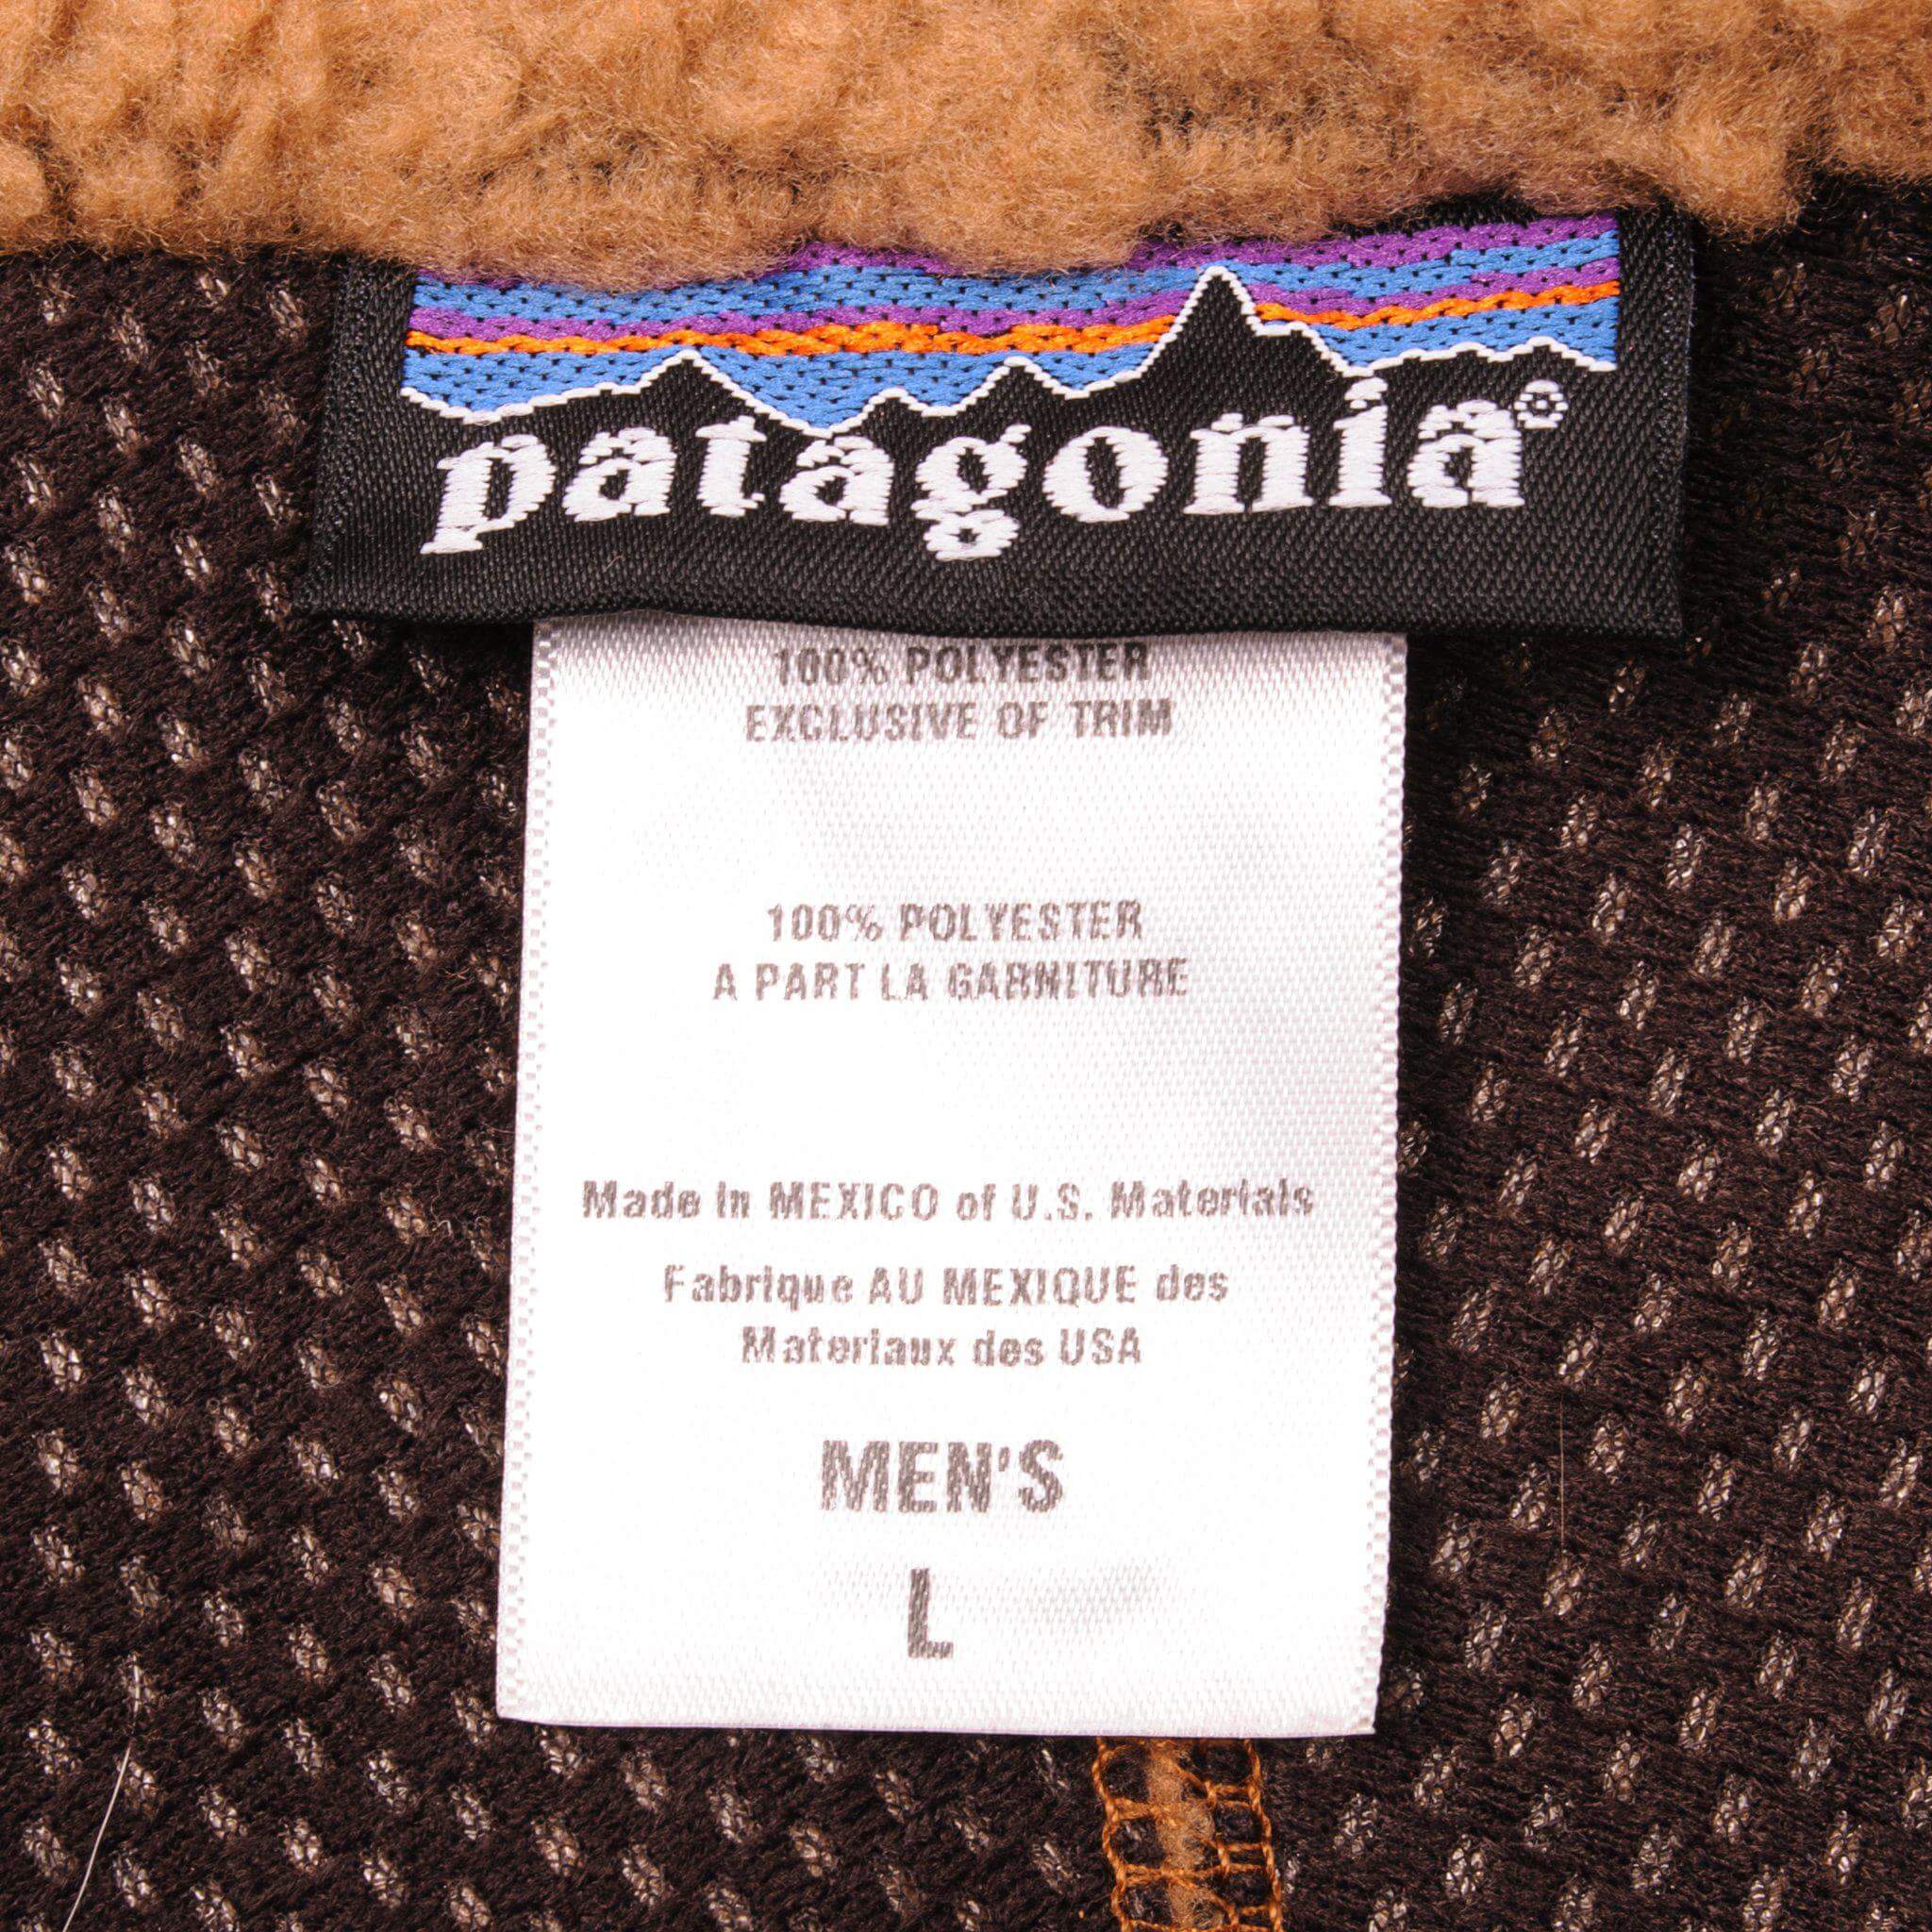 patagonia®
100% POLYESTER
EXCLUSIVE OF TRIM
100% POLYESTER
A PART LA GARNITURE
Made in MEXICO of U.S. Materials
Fabrique AU MEXIQUE des
Materiaux des USA
MEN'S
L